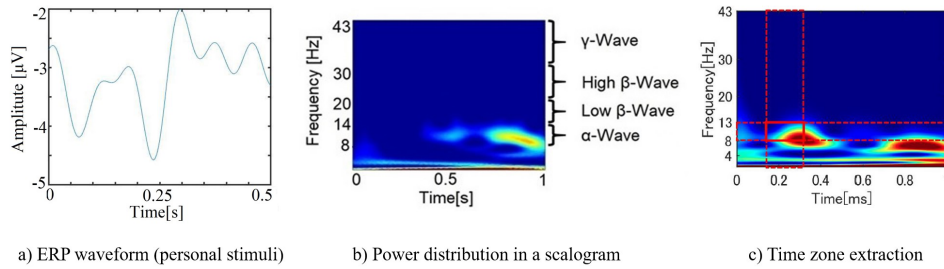 -2
-3
-4
-5
Amplitude [µV]
0
0.25
0.5
Time[s]
a) ERP waveform (personal stimuli)
43
30
20
14
8
Frequency [Hz]
0
0.5
1
Time[s]
γ-Wave
High β-Wave
Low β-Wave
α-Wave
b) Power distribution in a scalogram
43
30
20
13
8
4
Frequency[Hz]
0
0.2
0.4
0.6
0.8
Time[ms]
c) Time zone extraction